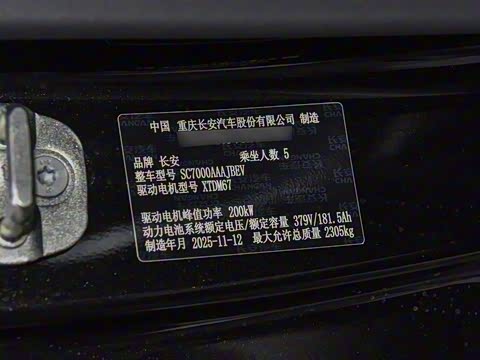 中国 重庆长安汽车股份有限公司 制造
品牌 长安 乘坐人数 5
整车型号 SC7000AAAJBEV
驱动电机型号 XTDM67
驱动电机峰值功率 200kW
动力电池系统额定电压/额定容量 379V/181.5Ah
制造年月 2025-11-12 最大允许总质量 2305kg